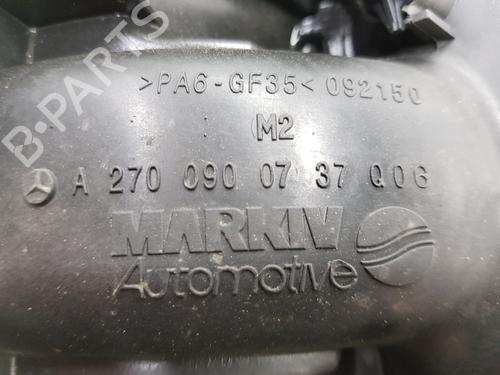 B-PARTS
>PA6-GF35< 092150
M2
A 270 090 07 37 Q06
MARKIV
Automotive